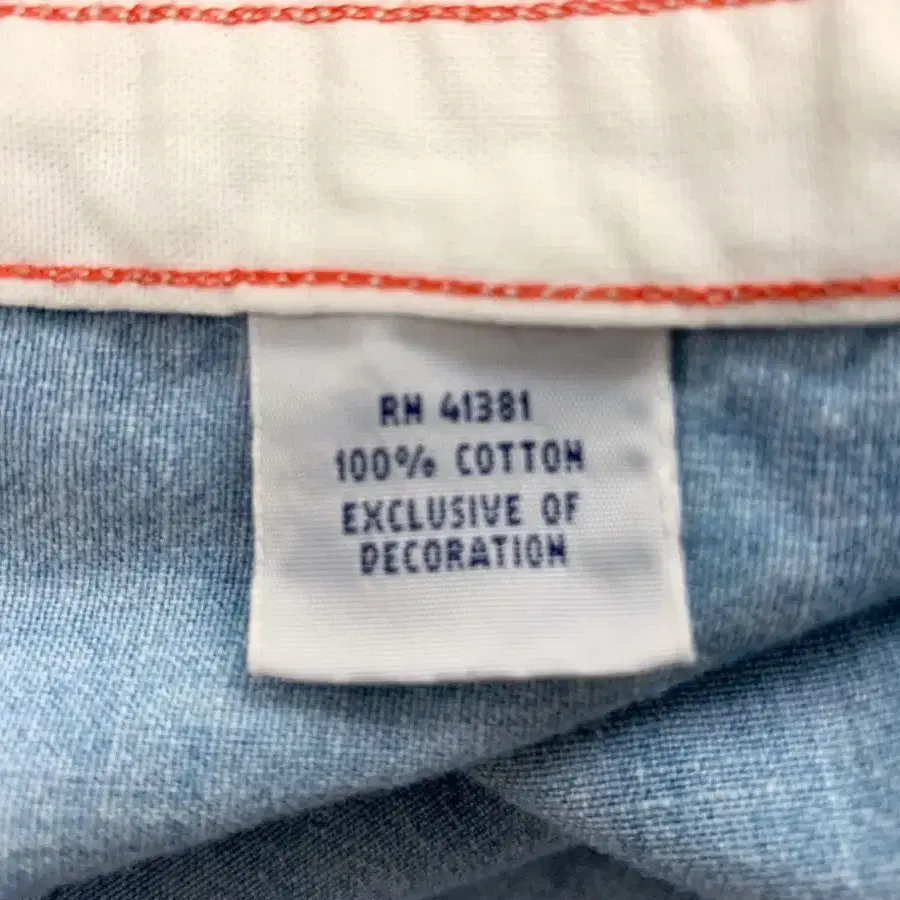 RN 41381
100% COTTON
EXCLUSIVE OF
DECORATION